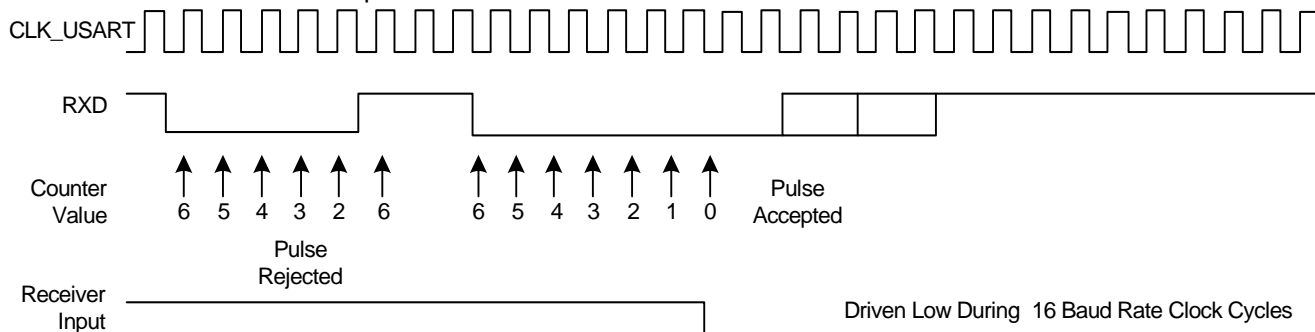 CLK_USART
RXD
Counter
Value
6 5 4 3 2 6 6 5 4 3 2 1 0
Pulse
Accepted
Pulse
Rejected
Receiver
Input
Driven Low During 16 Baud Rate Clock Cycles